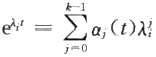 e^{λ_i t} = \sum_{j=0}^{k-1} α_j(t) λ_i^j